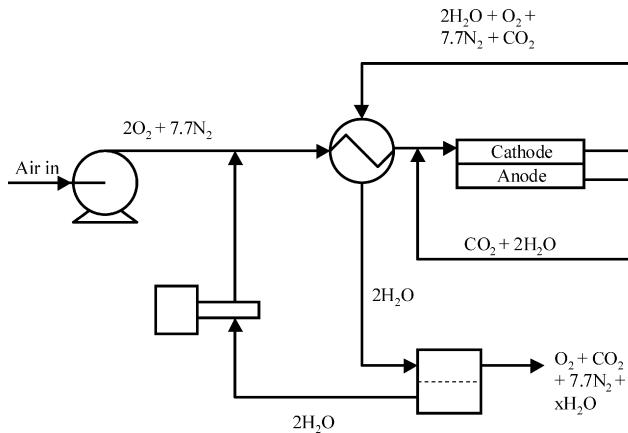 2H₂O + O₂ +
7.7N₂ + CO₂
2O₂ + 7.7N₂
Air in
Cathode
Anode
CO₂ + 2H₂O
2H₂O
O₂ + CO₂
+ 7.7N₂ +
xH₂O
2H₂O